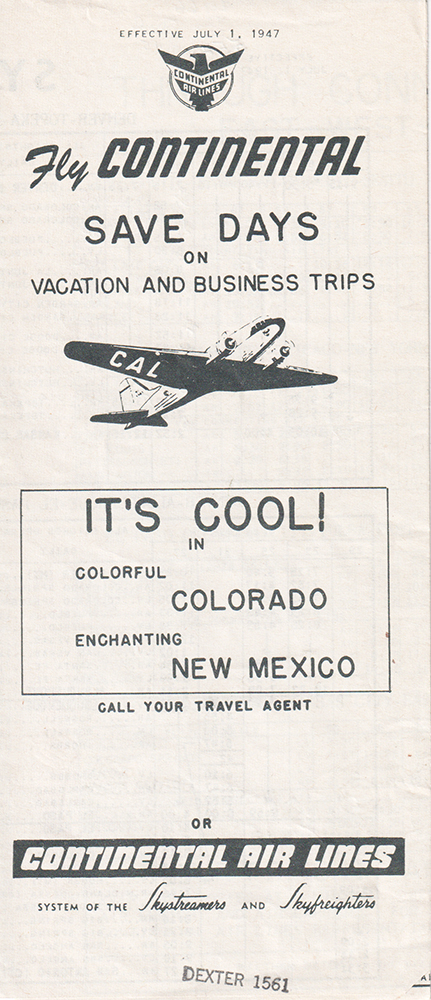 EFFECTIVE JULY 1, 1947
CONTINENTAL
AIR LINES
Fly CONTINENTAL
SAVE DAYS
ON
VACATION AND BUSINESS TRIPS
CAL
IT'S COOL!
IN
COLORFUL
COLORADO
ENCHANTING
NEW MEXICO
CALL YOUR TRAVEL AGENT
OR
CONTINENTAL AIR LINES
SYSTEM OF THE Skystreamers AND Skyfreighters
DEXTER 1561